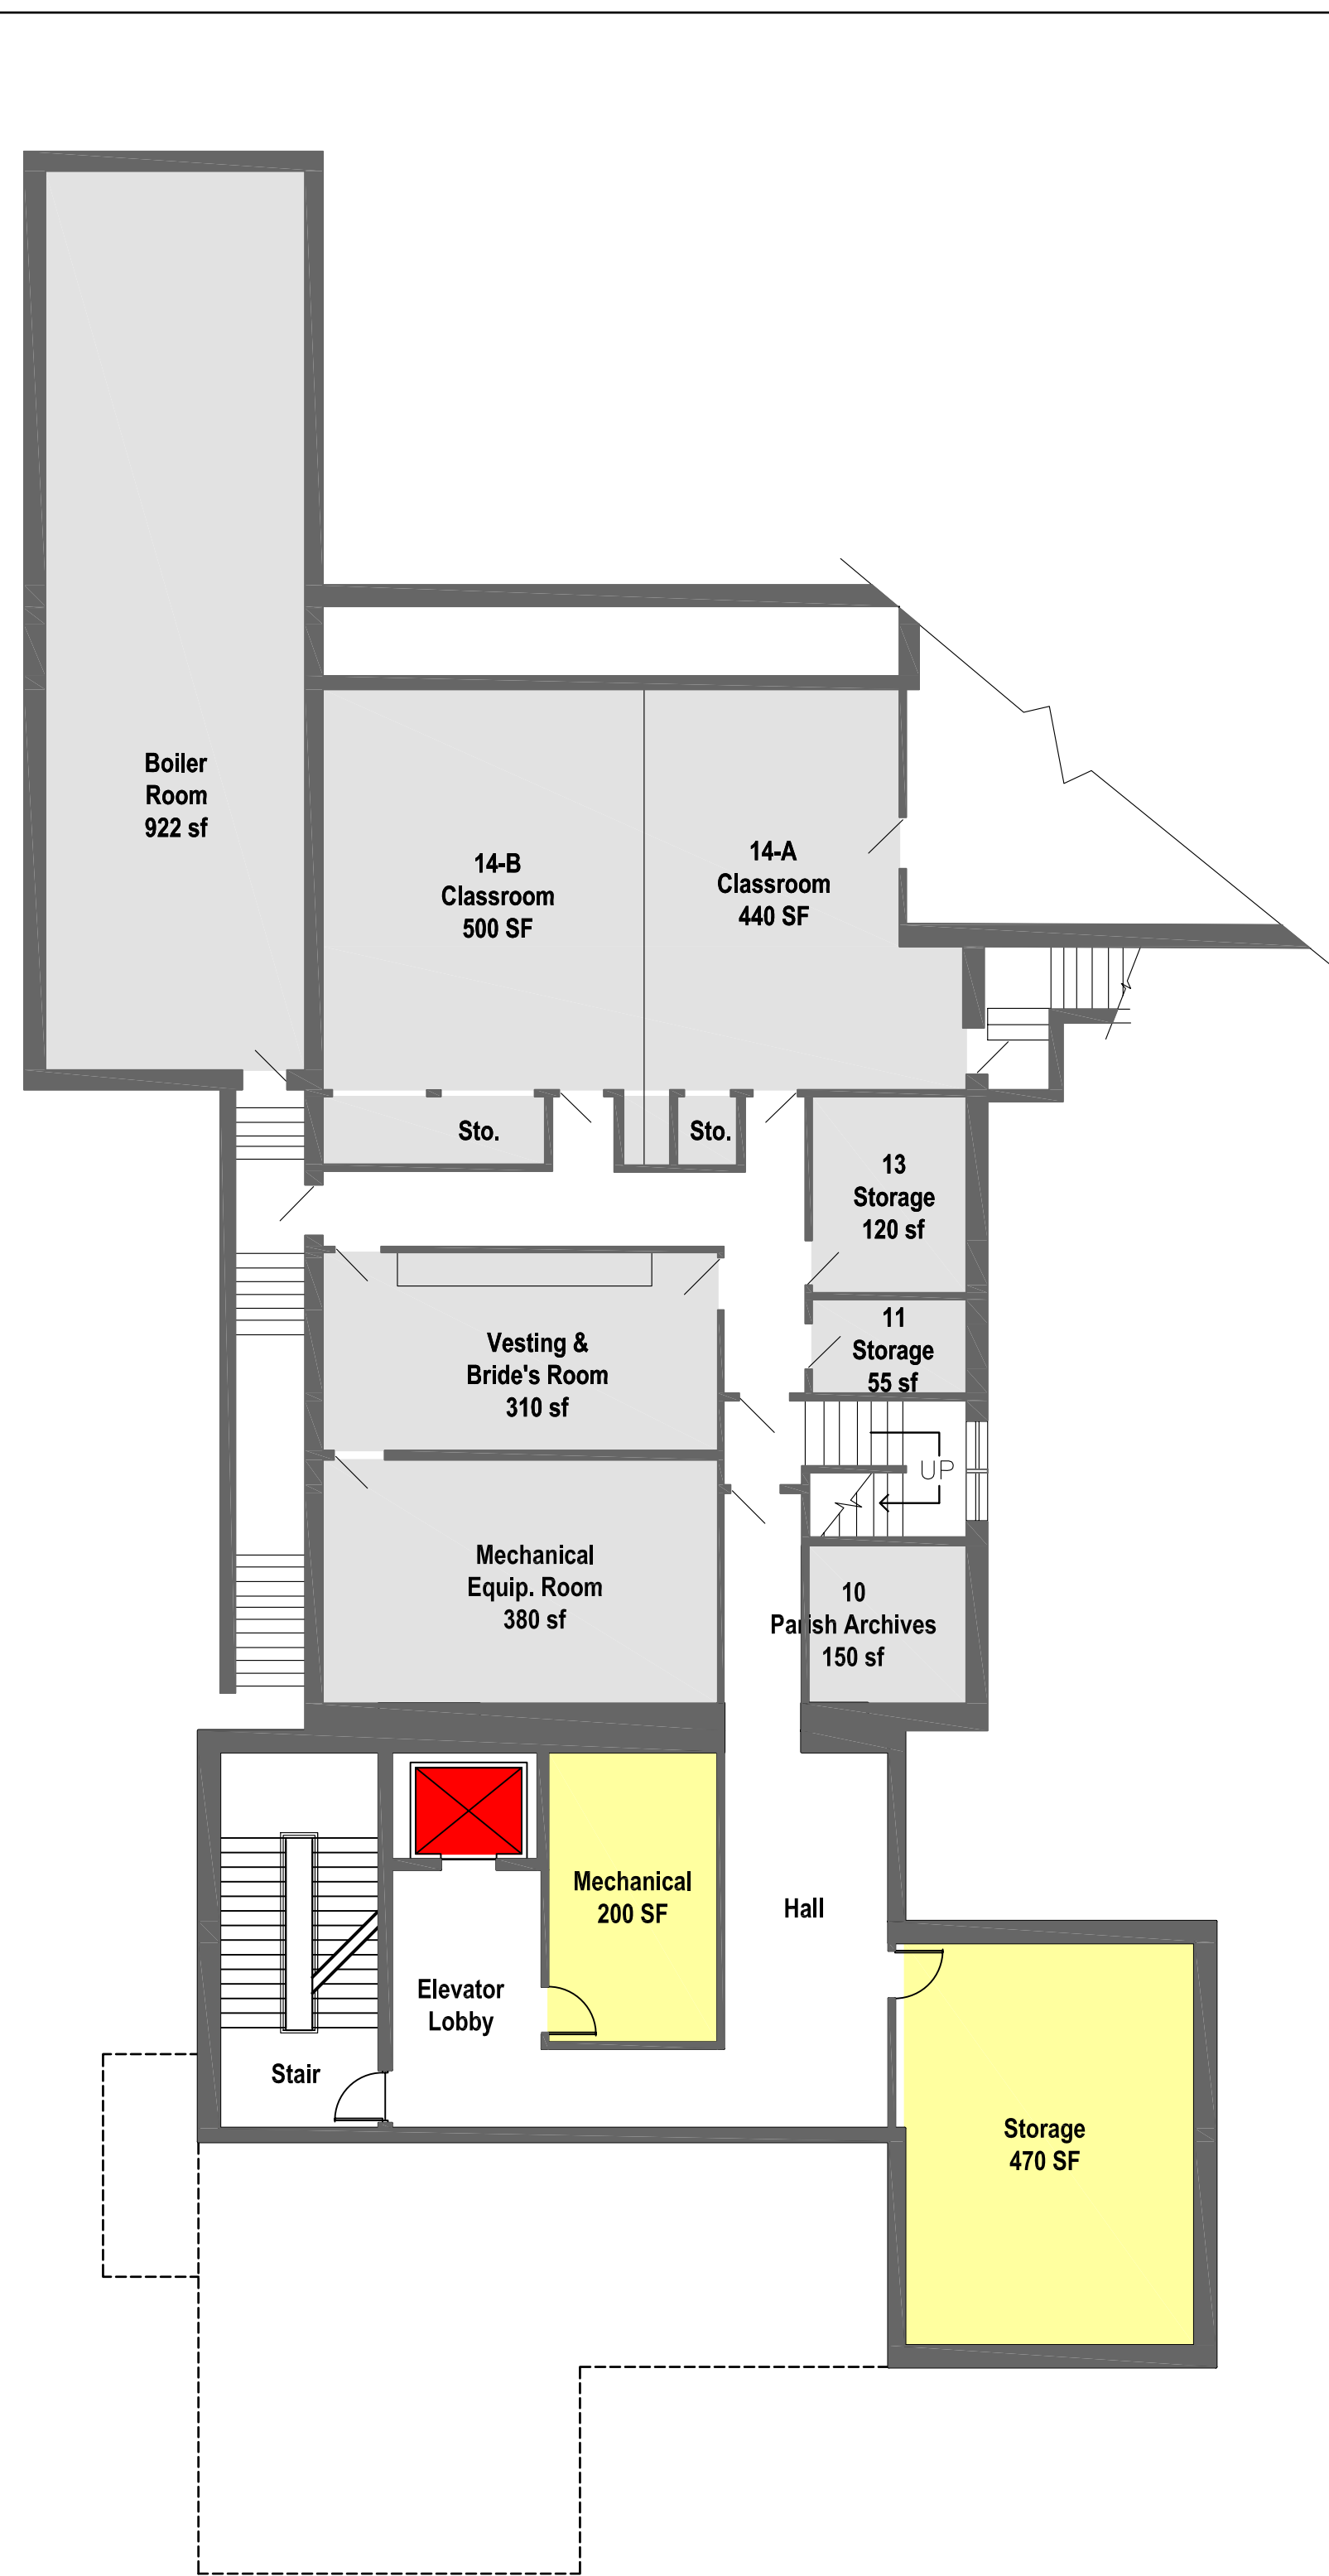 Boiler
Room
922 sf
14-B
Classroom
500 SF
14-A
Classroom
440 SF
Sto.
Sto.
13
Storage
120 sf
11
Storage
55 sf
Vesting &
Bride's Room
310 sf
UP
Mechanical
Equip. Room
380 sf
10
Parish Archives
150 sf
Mechanical
200 SF
Hall
Elevator
Lobby
Stair
Storage
470 SF